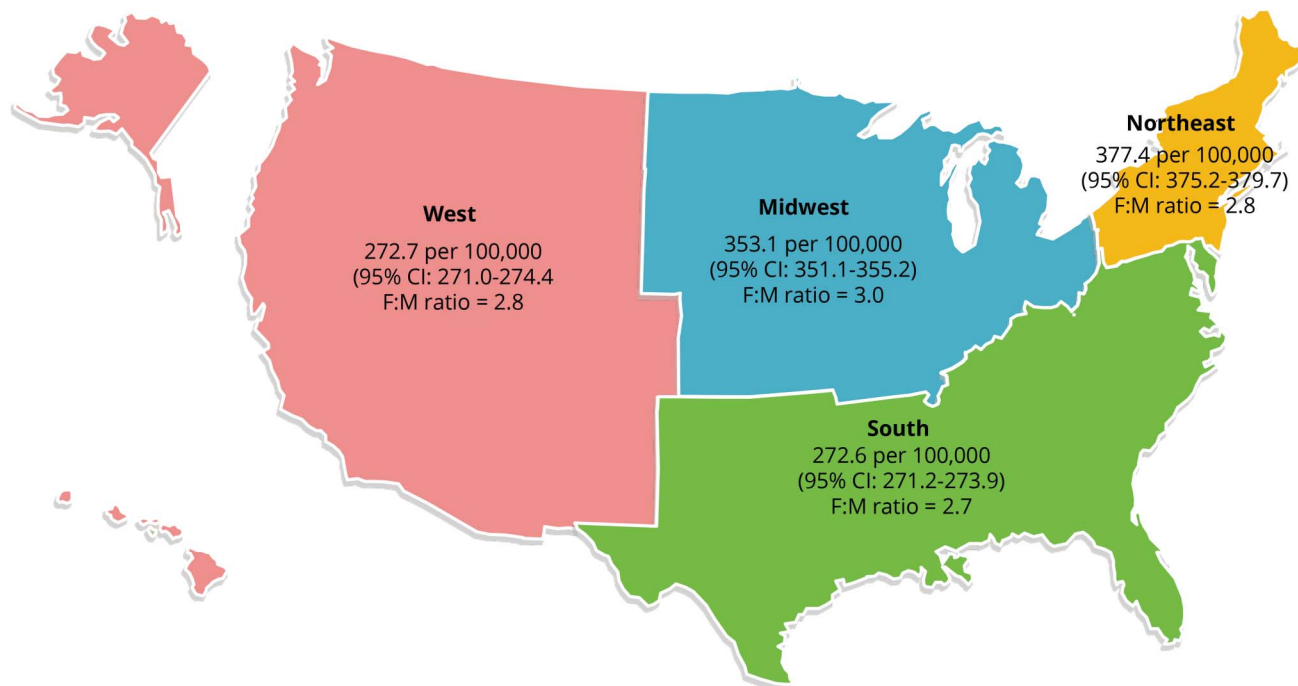 Northeast
377.4 per 100,000
(95% CI: 375.2-379.7)
F:M ratio = 2.8
West
272.7 per 100,000
(95% CI: 271.0-274.4
F:M ratio = 2.8
Midwest
353.1 per 100,000
(95% CI: 351.1-355.2)
F:M ratio = 3.0
South
272.6 per 100,000
(95% CI: 271.2-273.9)
F:M ratio = 2.7